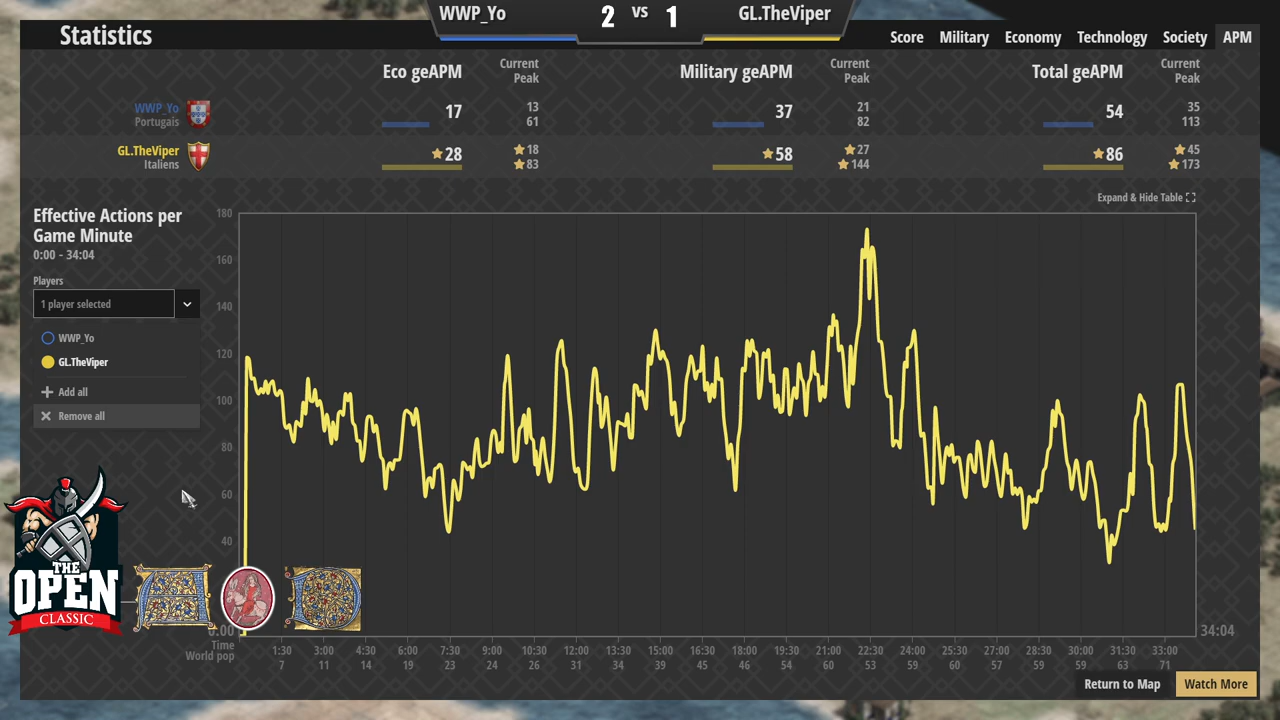 WWP_Yo 2 VS 1 GL.TheViper
Statistics
Score Military Economy Technology Society APM
Eco geAPM Current Peak Military geAPM Current Peak Total geAPM Current Peak
WWP_Yo
Portugais
17 13 61 37 21 82 54 35 113
GL.TheViper
Italiens
28 18 83 58 27 144 86 45 173
Expand & Hide Table
Effective Actions per
Game Minute
0:00 - 34:04
Players
1 player selected
WWP_Yo
GL.TheViper
Add all
Remove all
180
160
140
120
100
80
60
40
0:00
34:04
Time 1:30 3:00 4:30 6:00 7:30 9:00 10:30 12:00 13:30 15:00 16:30 18:00 19:30 21:00 22:30 24:00 25:30 27:00 28:30 30:00 31:30 33:00
World pop 7 11 14 19 23 24 26 31 34 39 45 46 54 60 53 60 60 57 59 59 63 71
THE
OPEN
CLASSIC
Return to Map Watch More